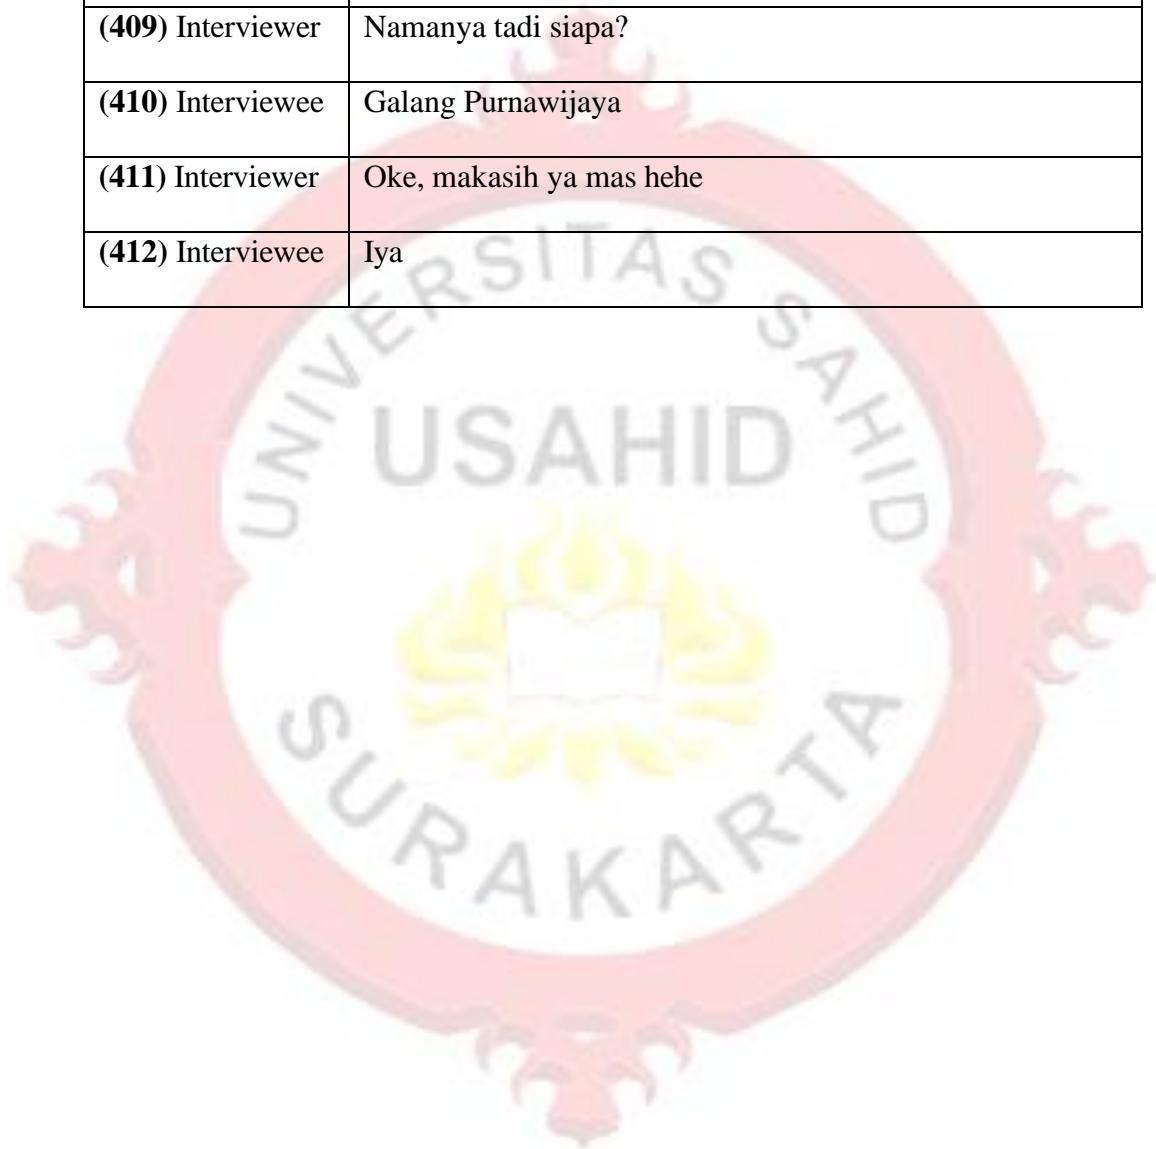 (409) Interviewer Namanya tadi siapa?
(410) Interviewee Galang Purnawijaya
(411) Interviewer Oke, makasih ya mas hehe
(412) Interviewee Iya
UNIVERSITAS SAHID
USAHID
SURAKARTA